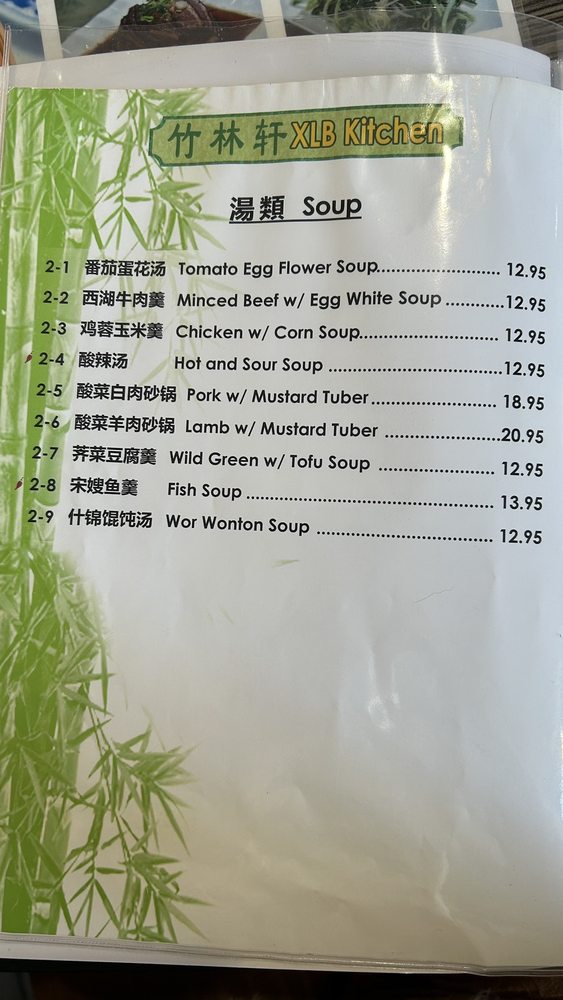 竹林轩 XLB Kitchen
湯類 Soup
2-1 番茄蛋花汤 Tomato Egg Flower Soup.......................... 12.95
2-2 西湖牛肉羹 Minced Beef w/ Egg White Soup ............12.95
2-3 鸡蓉玉米羹 Chicken w/ Corn Soup............................. 12.95
2-4 酸辣汤 Hot and Sour Soup ....................................12.95
2-5 酸菜白肉砂锅 Pork w/ Mustard Tuber.......................... 18.95
2-6 酸菜羊肉砂锅 Lamb w/ Mustard Tuber ........................20.95
2-7 荠菜豆腐羹 Wild Green w/ Tofu Soup ........................ 12.95
2-8 宋嫂鱼羹 Fish Soup .................................................... 13.95
2-9 什锦馄饨汤 Wor Wonton Soup .................................... 12.95